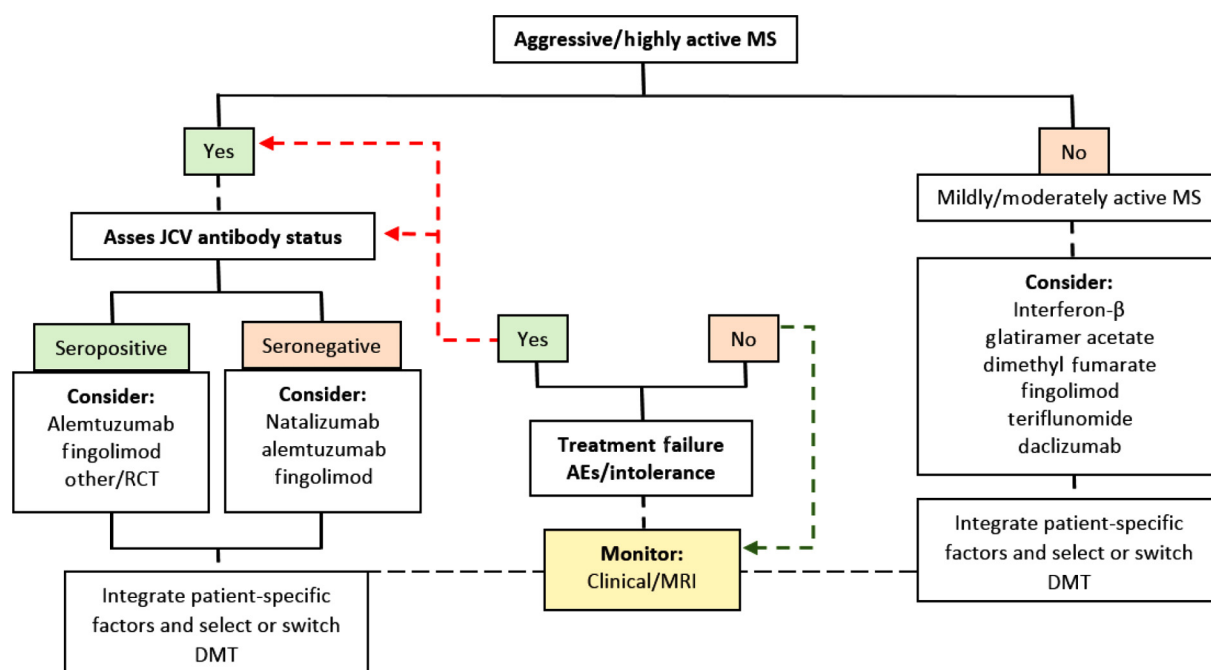 Aggressive/highly active MS
Yes
No
Mildly/moderately active MS
Asses JCV antibody status
Seropositive
Consider:
Alemtuzumab
fingolimod
other/RCT
Seronegative
Consider:
Natalizumab
alemtuzumab
fingolimod
Integrate patient-specific
factors and select or switch
DMT
Yes
No
Treatment failure
AEs/intolerance
Monitor:
Clinical/MRI
Consider:
Interferon-β
glatiramer acetate
dimethyl fumarate
fingolimod
teriflunomide
daclizumab
Integrate patient-specific
factors and select or switch
DMT